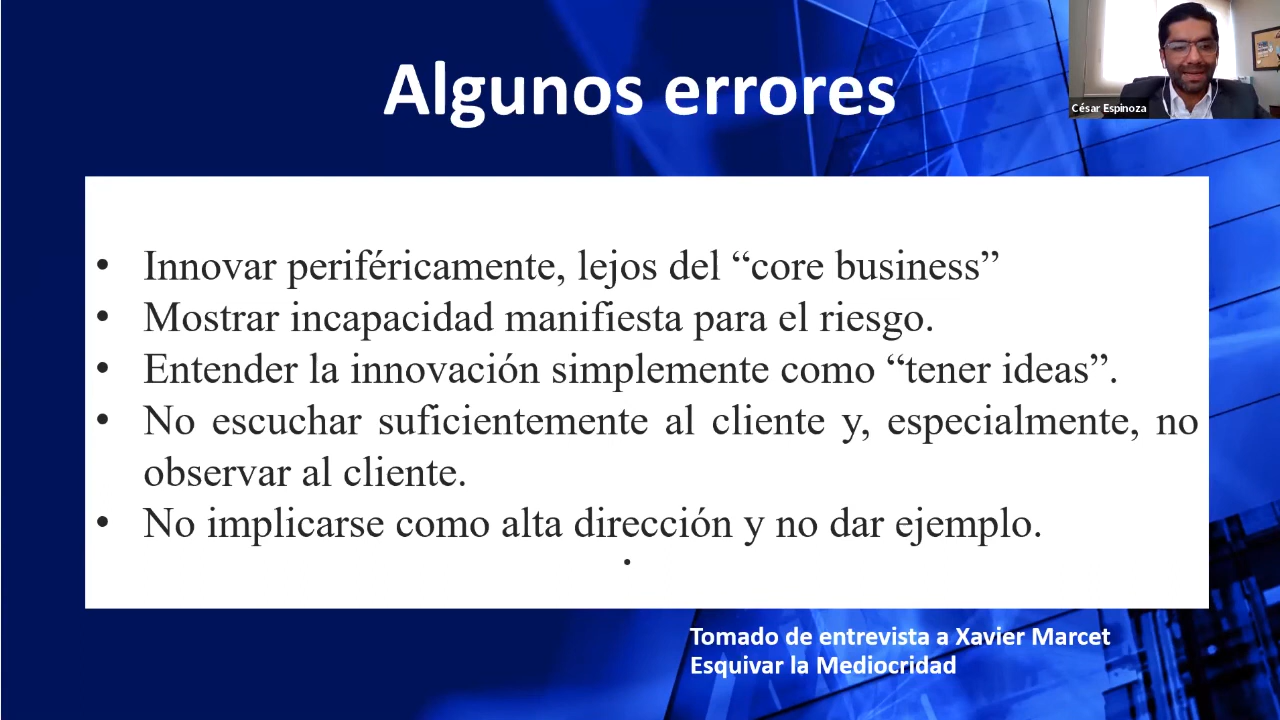 Algunos errores
César Espinoza
• Innovar periféricamente, lejos del “core business”
• Mostrar incapacidad manifiesta para el riesgo.
• Entender la innovación simplemente como “tener ideas”.
• No escuchar suficientemente al cliente y, especialmente, no
observar al cliente.
• No implicarse como alta dirección y no dar ejemplo.
•
Tomado de entrevista a Xavier Marcet
Esquivar la Mediocridad